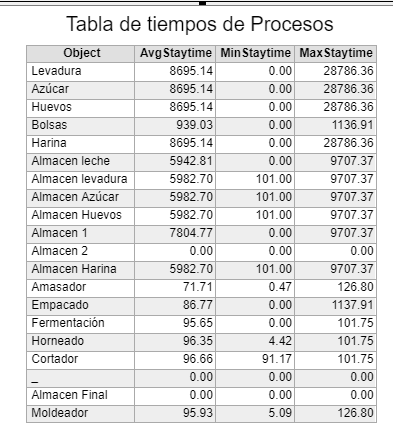 Tabla de tiempos de Procesos
Object AvgStaytime MinStaytime MaxStaytime
Levadura 8695.14 0.00 28786.36
Azúcar 8695.14 0.00 28786.36
Huevos 8695.14 0.00 28786.36
Bolsas 939.03 0.00 1136.91
Harina 8695.14 0.00 28786.36
Almacen leche 5942.81 0.00 9707.37
Almacen levadura 5982.70 101.00 9707.37
Almacen Azúcar 5982.70 101.00 9707.37
Almacen Huevos 5982.70 101.00 9707.37
Almacen 1 7804.77 0.00 9707.37
Almacen 2 0.00 0.00 0.00
Almacen Harina 5982.70 101.00 9707.37
Amasador 71.71 0.47 126.80
Empacado 86.77 0.00 1137.91
Fermentación 95.65 0.00 101.75
Horneado 96.35 4.42 101.75
Cortador 96.66 91.17 101.75
_ 0.00 0.00 0.00
Almacen Final 0.00 0.00 0.00
Moldeador 95.93 5.09 126.80